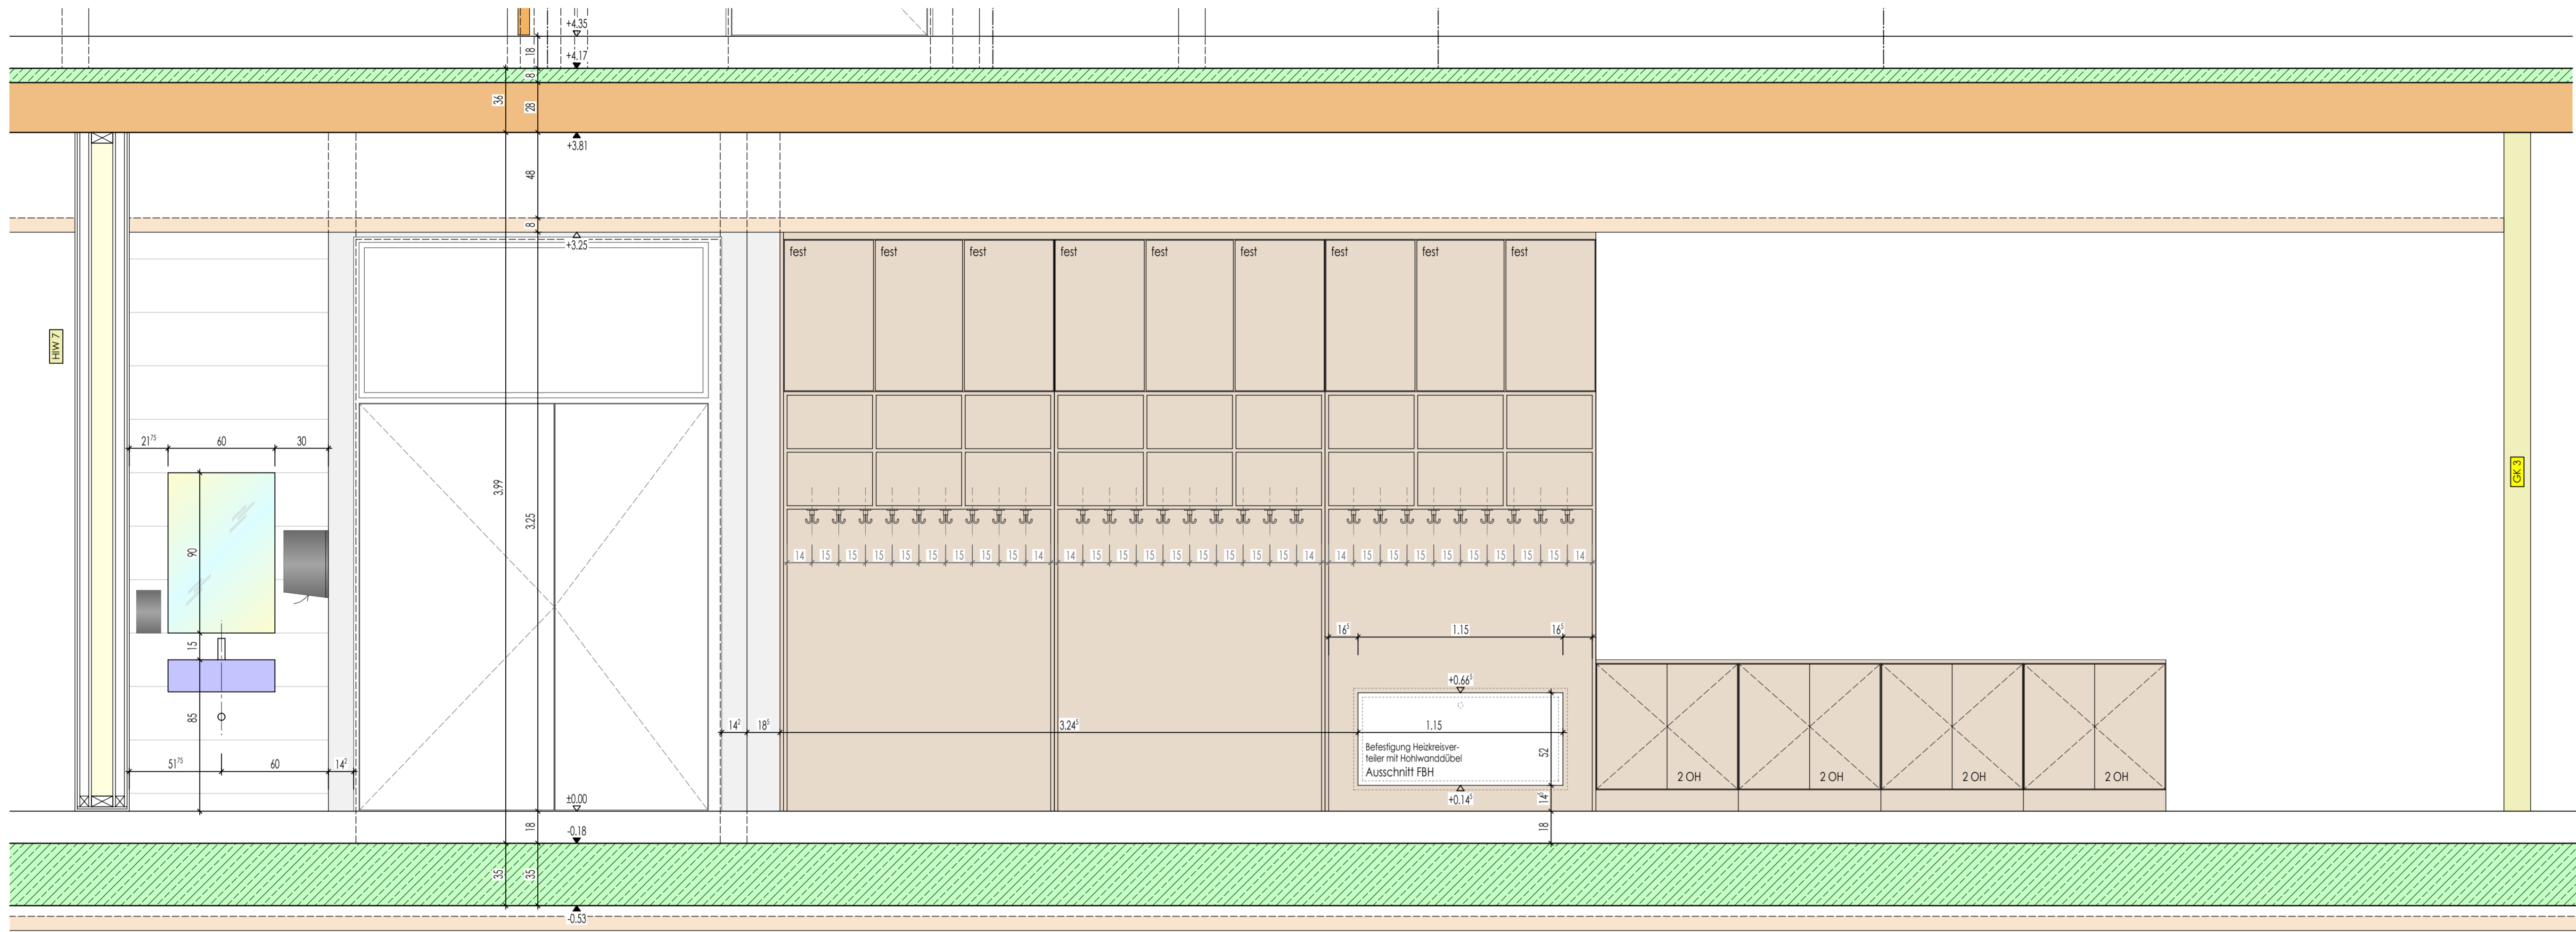 +4.35
18
+4.17
8
36
28
+3.81
48
8
+3.25
fest fest fest fest fest fest fest fest fest
HIW 7
GK 3
21⁷⁵ 60 30
3.99
3.25
90
14 15 15 15 15 15 15 15 15 14 14 15 15 15 15 15 15 15 15 14 14 15 15 15 15 15 15 15 15 14
15
16⁵ 1.15 16⁵
+0.66⁵
85
14² 18⁵ 3.24⁵ 1.15
Befestigung Heizkreisver-
teiler mit Hohlwanddübel
Ausschnitt FBH
52
51⁷⁵ 60 14²
2 OH 2 OH 2 OH 2 OH
±0.00
+0.14⁵
14⁵
18
-0.18
18
35 35
-0.53